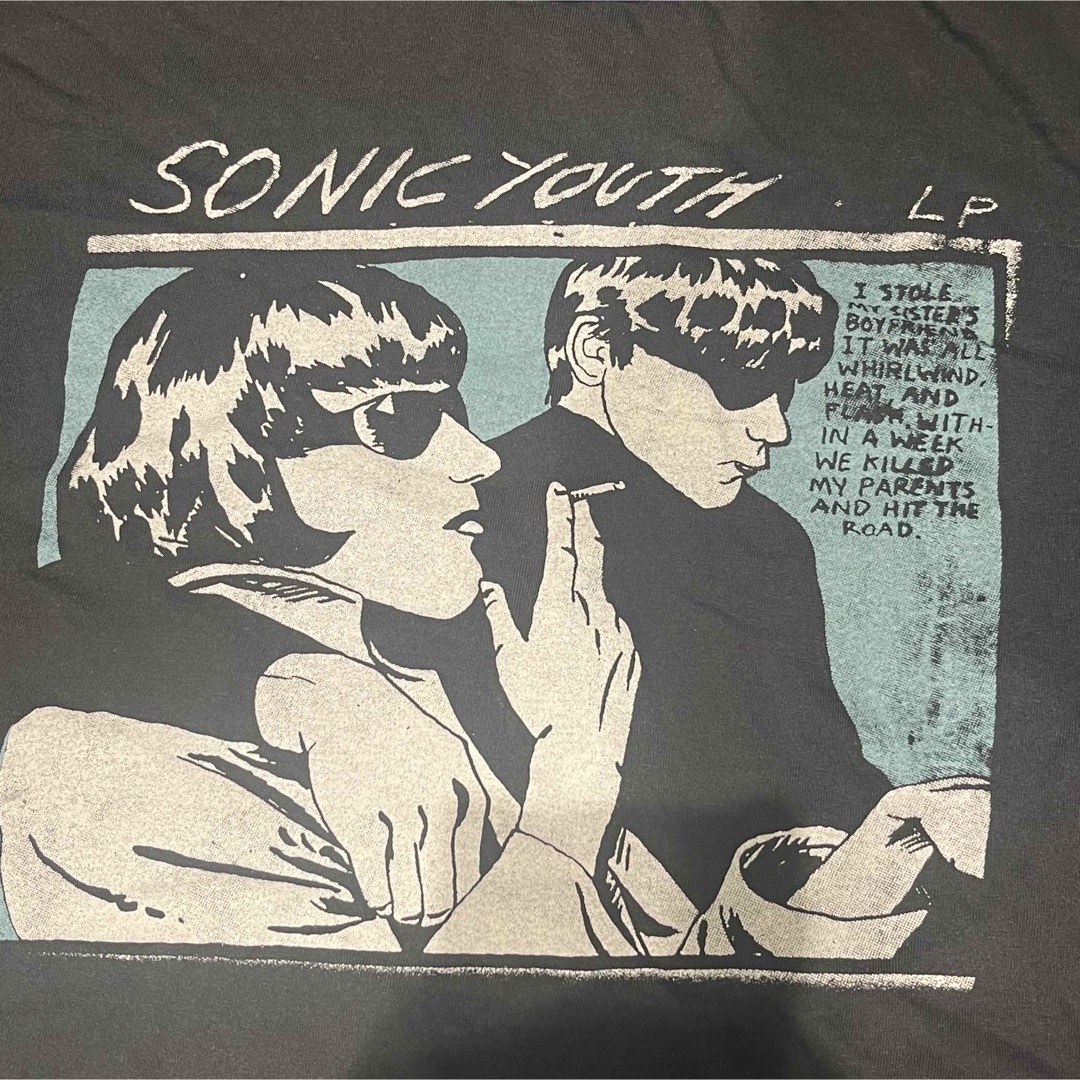 SONIC YOUTH LP
I STOLE
MY SISTER'S
BOYFRIEND
IT WAS ALL
WHIRLWIND,
HEAT, AND
FLASH. WITH-
IN A WEEK
WE KILLED
MY PARENTS
AND HIT THE
ROAD.